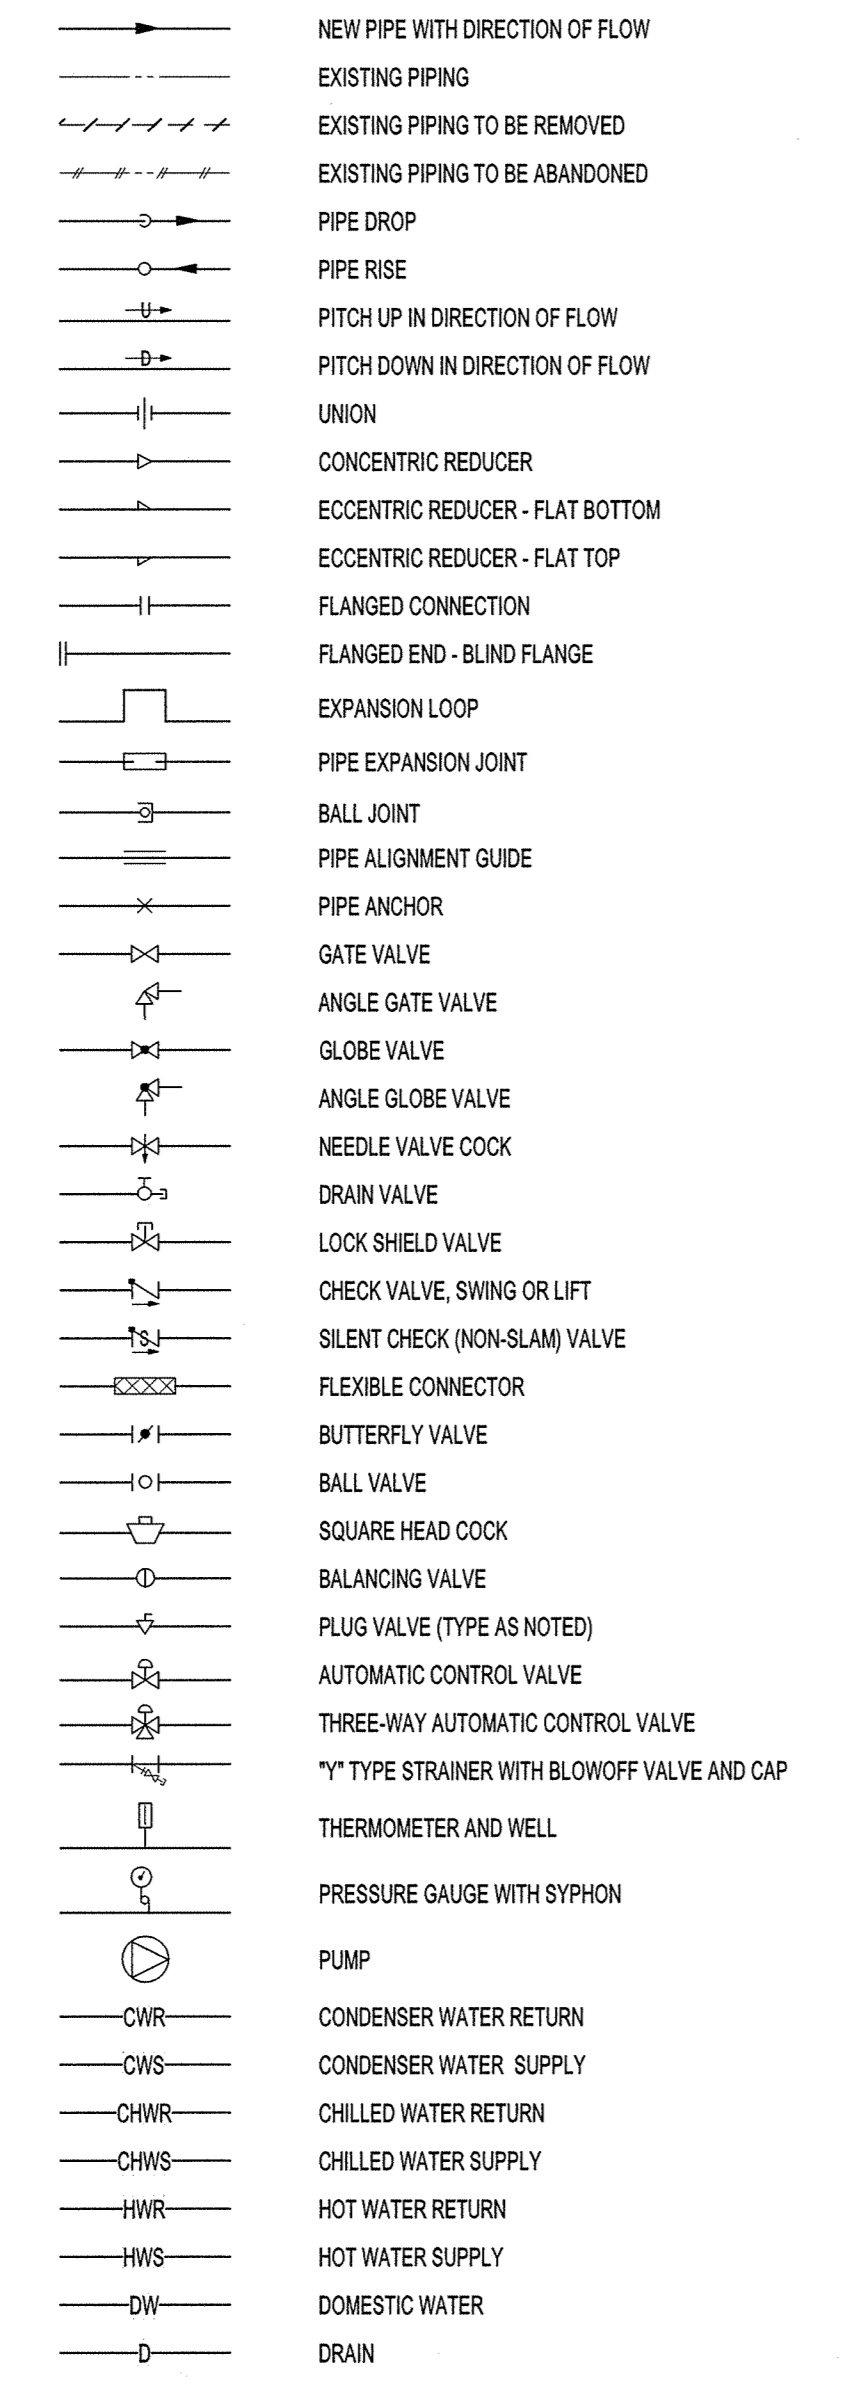 NEW PIPE WITH DIRECTION OF FLOW
EXISTING PIPING
EXISTING PIPING TO BE REMOVED
EXISTING PIPING TO BE ABANDONED
PIPE DROP
PIPE RISE
U PITCH UP IN DIRECTION OF FLOW
D PITCH DOWN IN DIRECTION OF FLOW
UNION
CONCENTRIC REDUCER
ECCENTRIC REDUCER - FLAT BOTTOM
ECCENTRIC REDUCER - FLAT TOP
FLANGED CONNECTION
FLANGED END - BLIND FLANGE
EXPANSION LOOP
PIPE EXPANSION JOINT
BALL JOINT
PIPE ALIGNMENT GUIDE
PIPE ANCHOR
GATE VALVE
ANGLE GATE VALVE
GLOBE VALVE
ANGLE GLOBE VALVE
NEEDLE VALVE COCK
DRAIN VALVE
LOCK SHIELD VALVE
CHECK VALVE, SWING OR LIFT
S SILENT CHECK (NON-SLAM) VALVE
FLEXIBLE CONNECTOR
BUTTERFLY VALVE
BALL VALVE
SQUARE HEAD COCK
BALANCING VALVE
PLUG VALVE (TYPE AS NOTED)
AUTOMATIC CONTROL VALVE
THREE-WAY AUTOMATIC CONTROL VALVE
"Y" TYPE STRAINER WITH BLOWOFF VALVE AND CAP
THERMOMETER AND WELL
PRESSURE GAUGE WITH SYPHON
PUMP
CWR CONDENSER WATER RETURN
CWS CONDENSER WATER SUPPLY
CHWR CHILLED WATER RETURN
CHWS CHILLED WATER SUPPLY
HWR HOT WATER RETURN
HWS HOT WATER SUPPLY
DW DOMESTIC WATER
D DRAIN